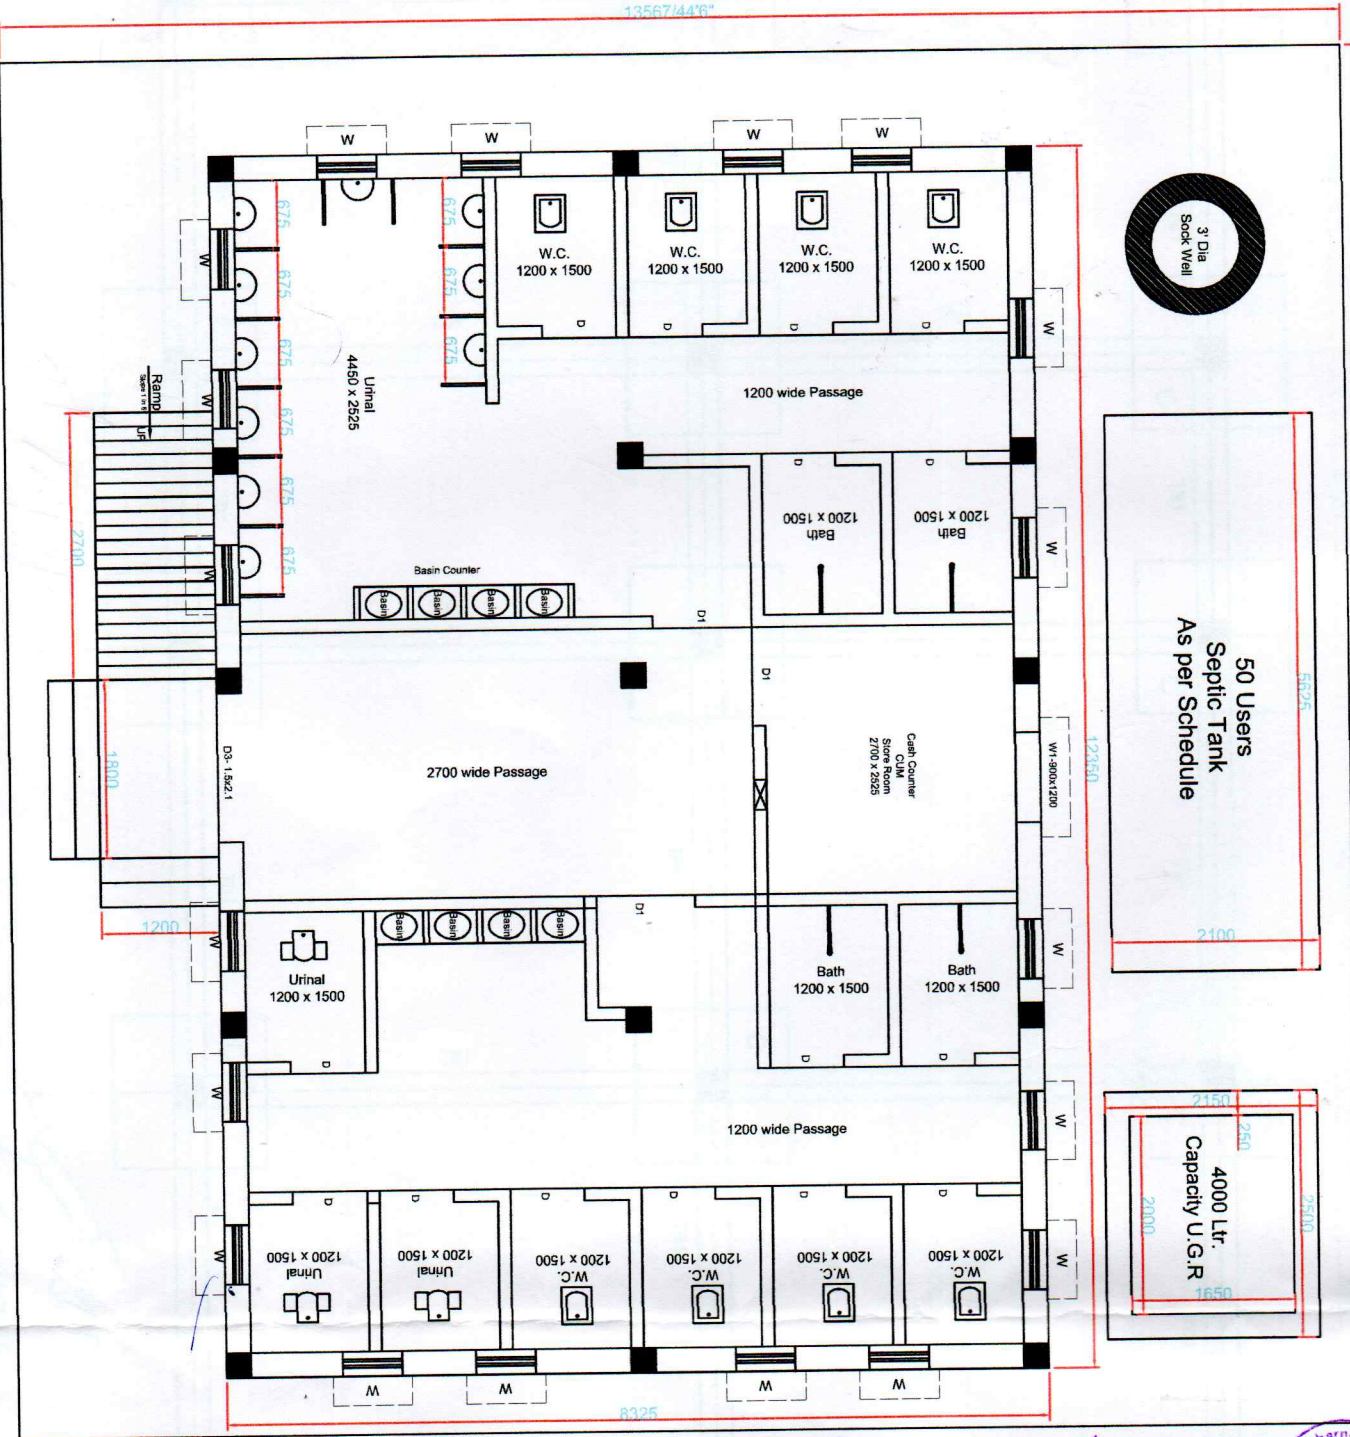 13567/44'6"
W
W
W
W
675
675
W.C.
1200 x 1500
W.C.
1200 x 1500
W.C.
1200 x 1500
W.C.
1200 x 1500
3' Dia
Sock Well
W
675
675
W
D
D
D
D
675
675
Urinal
4450 x 2525
1200 wide Passage
Ramp
UP
W
675
D
D
675
Bath
1200 x 1500
Bath
1200 x 1500
W
2700
675
W
Basin Counter
Basin
Basin
Basin
Basin
D1
D1
50 Users
Septic Tank
As per Schedule
5625
12350
1800
D3- 1.5x2.1
2700 wide Passage
Cash Counter
CUM
Store Room
2700 x 2525
W1-900x1200
1200
W
Basin
Basin
Basin
Basin
D1
W
2100
Urinal
1200 x 1500
Bath
1200 x 1500
Bath
1200 x 1500
D
D
D
W
W
2150
250
1200 wide Passage
4000 Ltr.
Capacity U.G.R
2000
2500
1650
D
D
D
D
D
D
W
Urinal
1200 x 1500
Urinal
1200 x 1500
W.C.
1200 x 1500
W.C.
1200 x 1500
W.C.
1200 x 1500
W.C.
1200 x 1500
W
W
W
W
W
8325